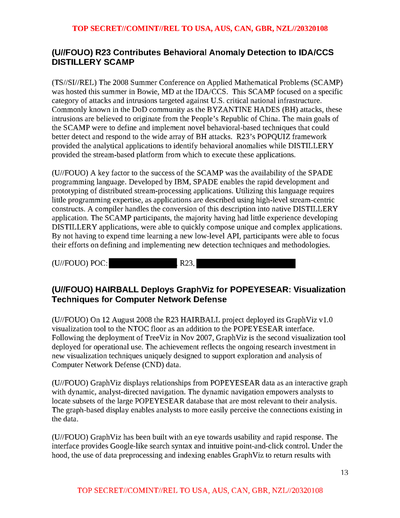 TOP SECRET//COMINT//REL TO USA, AUS, CAN, GBR, NZL//20320108
(U//FOUO) R23 Contributes Behavioral Anomaly Detection to IDA/CCS
DISTILLERY SCAMP
(TS//SI//REL) The 2008 Summer Conference on Applied Mathematical Problems (SCAMP)
was hosted this summer in Bowie, MD at the IDA/CCS. This SCAMP focused on a specific
category of attacks and intrusions targeted against U.S. critical national infrastructure.
Commonly known in the DoD community as the BYZANTINE HADES (BH) attacks, these
intrusions are believed to originate from the People's Republic of China. The main goals of
the SCAMP were to define and implement novel behavioral-based techniques that could
better detect and respond to the wide array of BH attacks. R23's POPQUIZ framework
provided the analytical applications to identify behavioral anomalies while DISTILLERY
provided the stream-based platform from which to execute these applications.
(U//FOUO) A key factor to the success of the SCAMP was the availability of the SPADE
programming language. Developed by IBM, SPADE enables the rapid development and
prototyping of distributed stream-processing applications. Utilizing this language requires
little programming expertise, as applications are described using high-level stream-centric
constructs. A compiler handles the conversion of this description into native DISTILLERY
application. The SCAMP participants, the majority having had little experience developing
DISTILLERY applications, were able to quickly compose unique and complex applications.
By not having to expend time learning a new low-level API, participants were able to focus
their efforts on defining and implementing new detection techniques and methodologies.
(U//FOUO) POC: , R23,
(U//FOUO) HAIRBALL Deploys GraphViz for POPEYESEAR: Visualization
Techniques for Computer Network Defense
(U//FOUO) On 12 August 2008 the R23 HAIRBALL project deployed its GraphViz v1.0
visualization tool to the NTOC floor as an addition to the POPEYESEAR interface.
Following the deployment of TreeViz in Nov 2007, GraphViz is the second visualization tool
deployed for operational use. The achievement reflects the ongoing research investment in
new visualization techniques uniquely designed to support exploration and analysis of
Computer Network Defense (CND) data.
(U//FOUO) GraphViz displays relationships from POPEYESEAR data as an interactive graph
with dynamic, analyst-directed navigation. The dynamic navigation empowers analysts to
locate subsets of the large POPEYESEAR database that are most relevant to their analysis.
The graph-based display enables analysts to more easily perceive the connections existing in
the data.
(U//FOUO) GraphViz has been built with an eye towards usability and rapid response. The
interface provides Google-like search syntax and intuitive point-and-click control. Under the
hood, the use of data preprocessing and indexing enables GraphViz to return results with
13
TOP SECRET//COMINT//REL TO USA, AUS, CAN, GBR, NZL//20320108